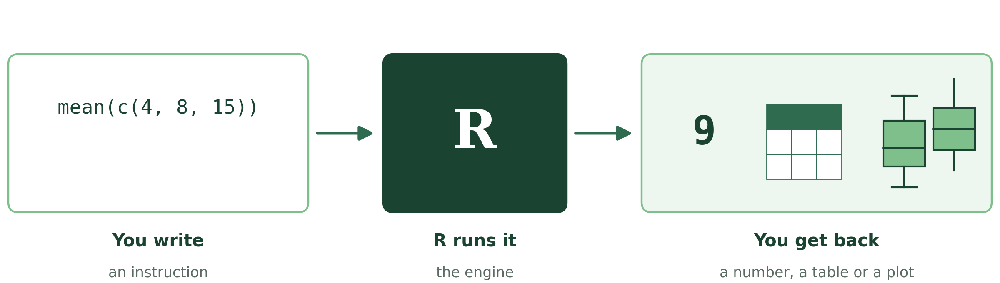 mean(c(4, 8, 15))
R
9
You write
an instruction
R runs it
the engine
You get back
a number, a table or a plot